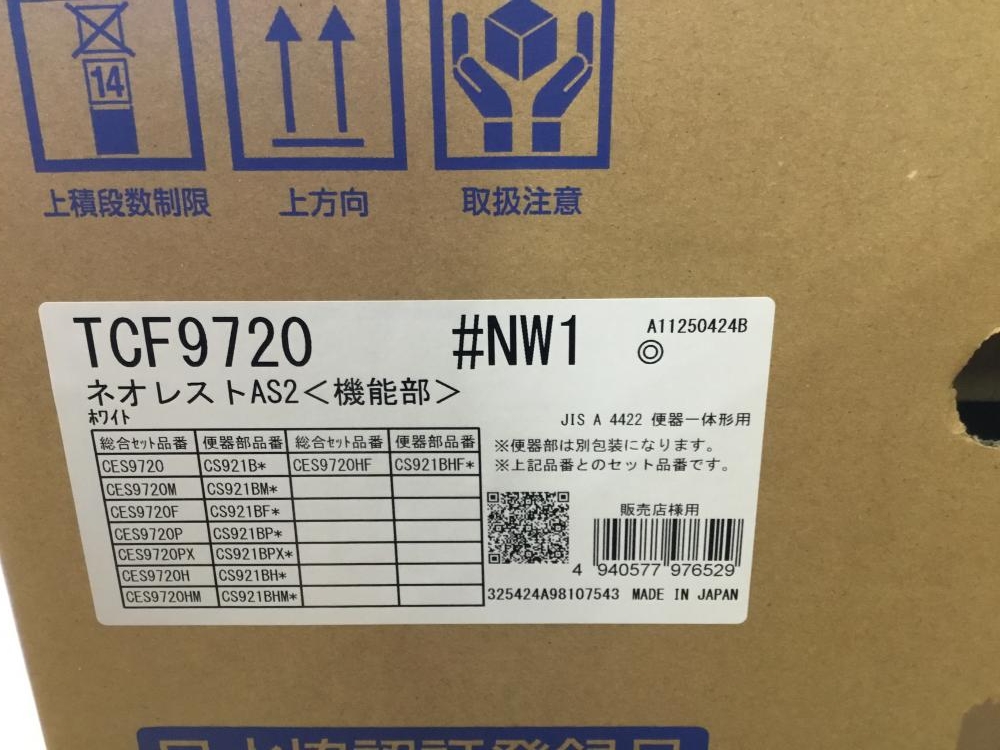 14
上積段数制限 上方向 取扱注意
TCF9720 #NW1 A11250424B
ネオレストAS2<機能部>
ホワイト
JIS A 4422 便器一体形用
※便器部は別包装になります。
※上記品番とのセット品番です。
総合セット品番 便器部品番 総合セット品番 便器部品番
CES9720 CS921B* CES9720HF CS921BHF*
CES9720M CS921BM*
CES9720F CS921BF*
CES9720P CS921BP*
CES9720PX CS921BPX*
CES9720H CS921BH*
CES9720HM CS921BHM*
販売店様用
4 940577 976529
325424A98107543 MADE IN JAPAN